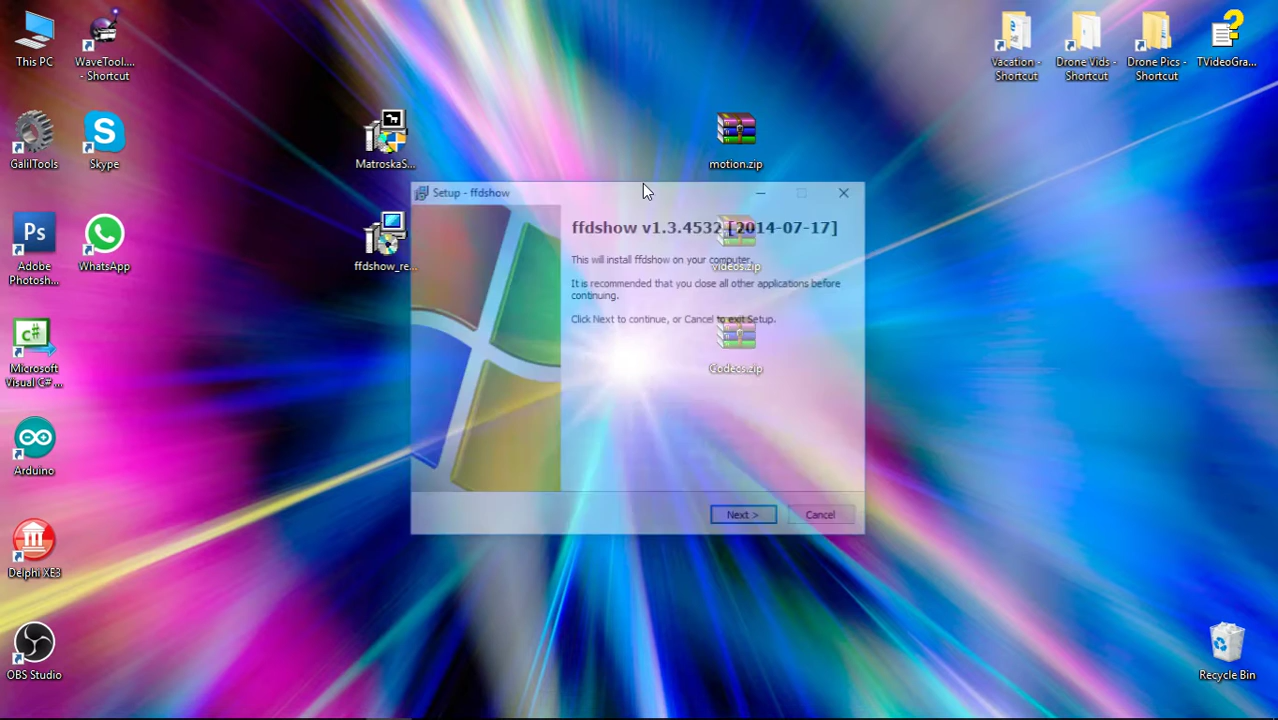 This PC
WaveTool....
- Shortcut
Vacation -
Shortcut
Drone Vids -
Shortcut
Drone Pics -
Shortcut
TVideoGra...
GalilTools
Skype
MatroskaS...
motion.zip
Setup - ffdshow
ffdshow v1.3.4532 [2014-07-17]
This will install ffdshow on your computer.
It is recommended that you close all other applications before
continuing.
Click Next to continue, or Cancel to exit Setup.
Next >
Cancel
Ps
Adobe
Photosh...
WhatsApp
ffdshow_re...
videos.zip
C#
Microsoft
Visual C# ...
Codecs.zip
Arduino
Delphi XE3
OBS Studio
Recycle Bin